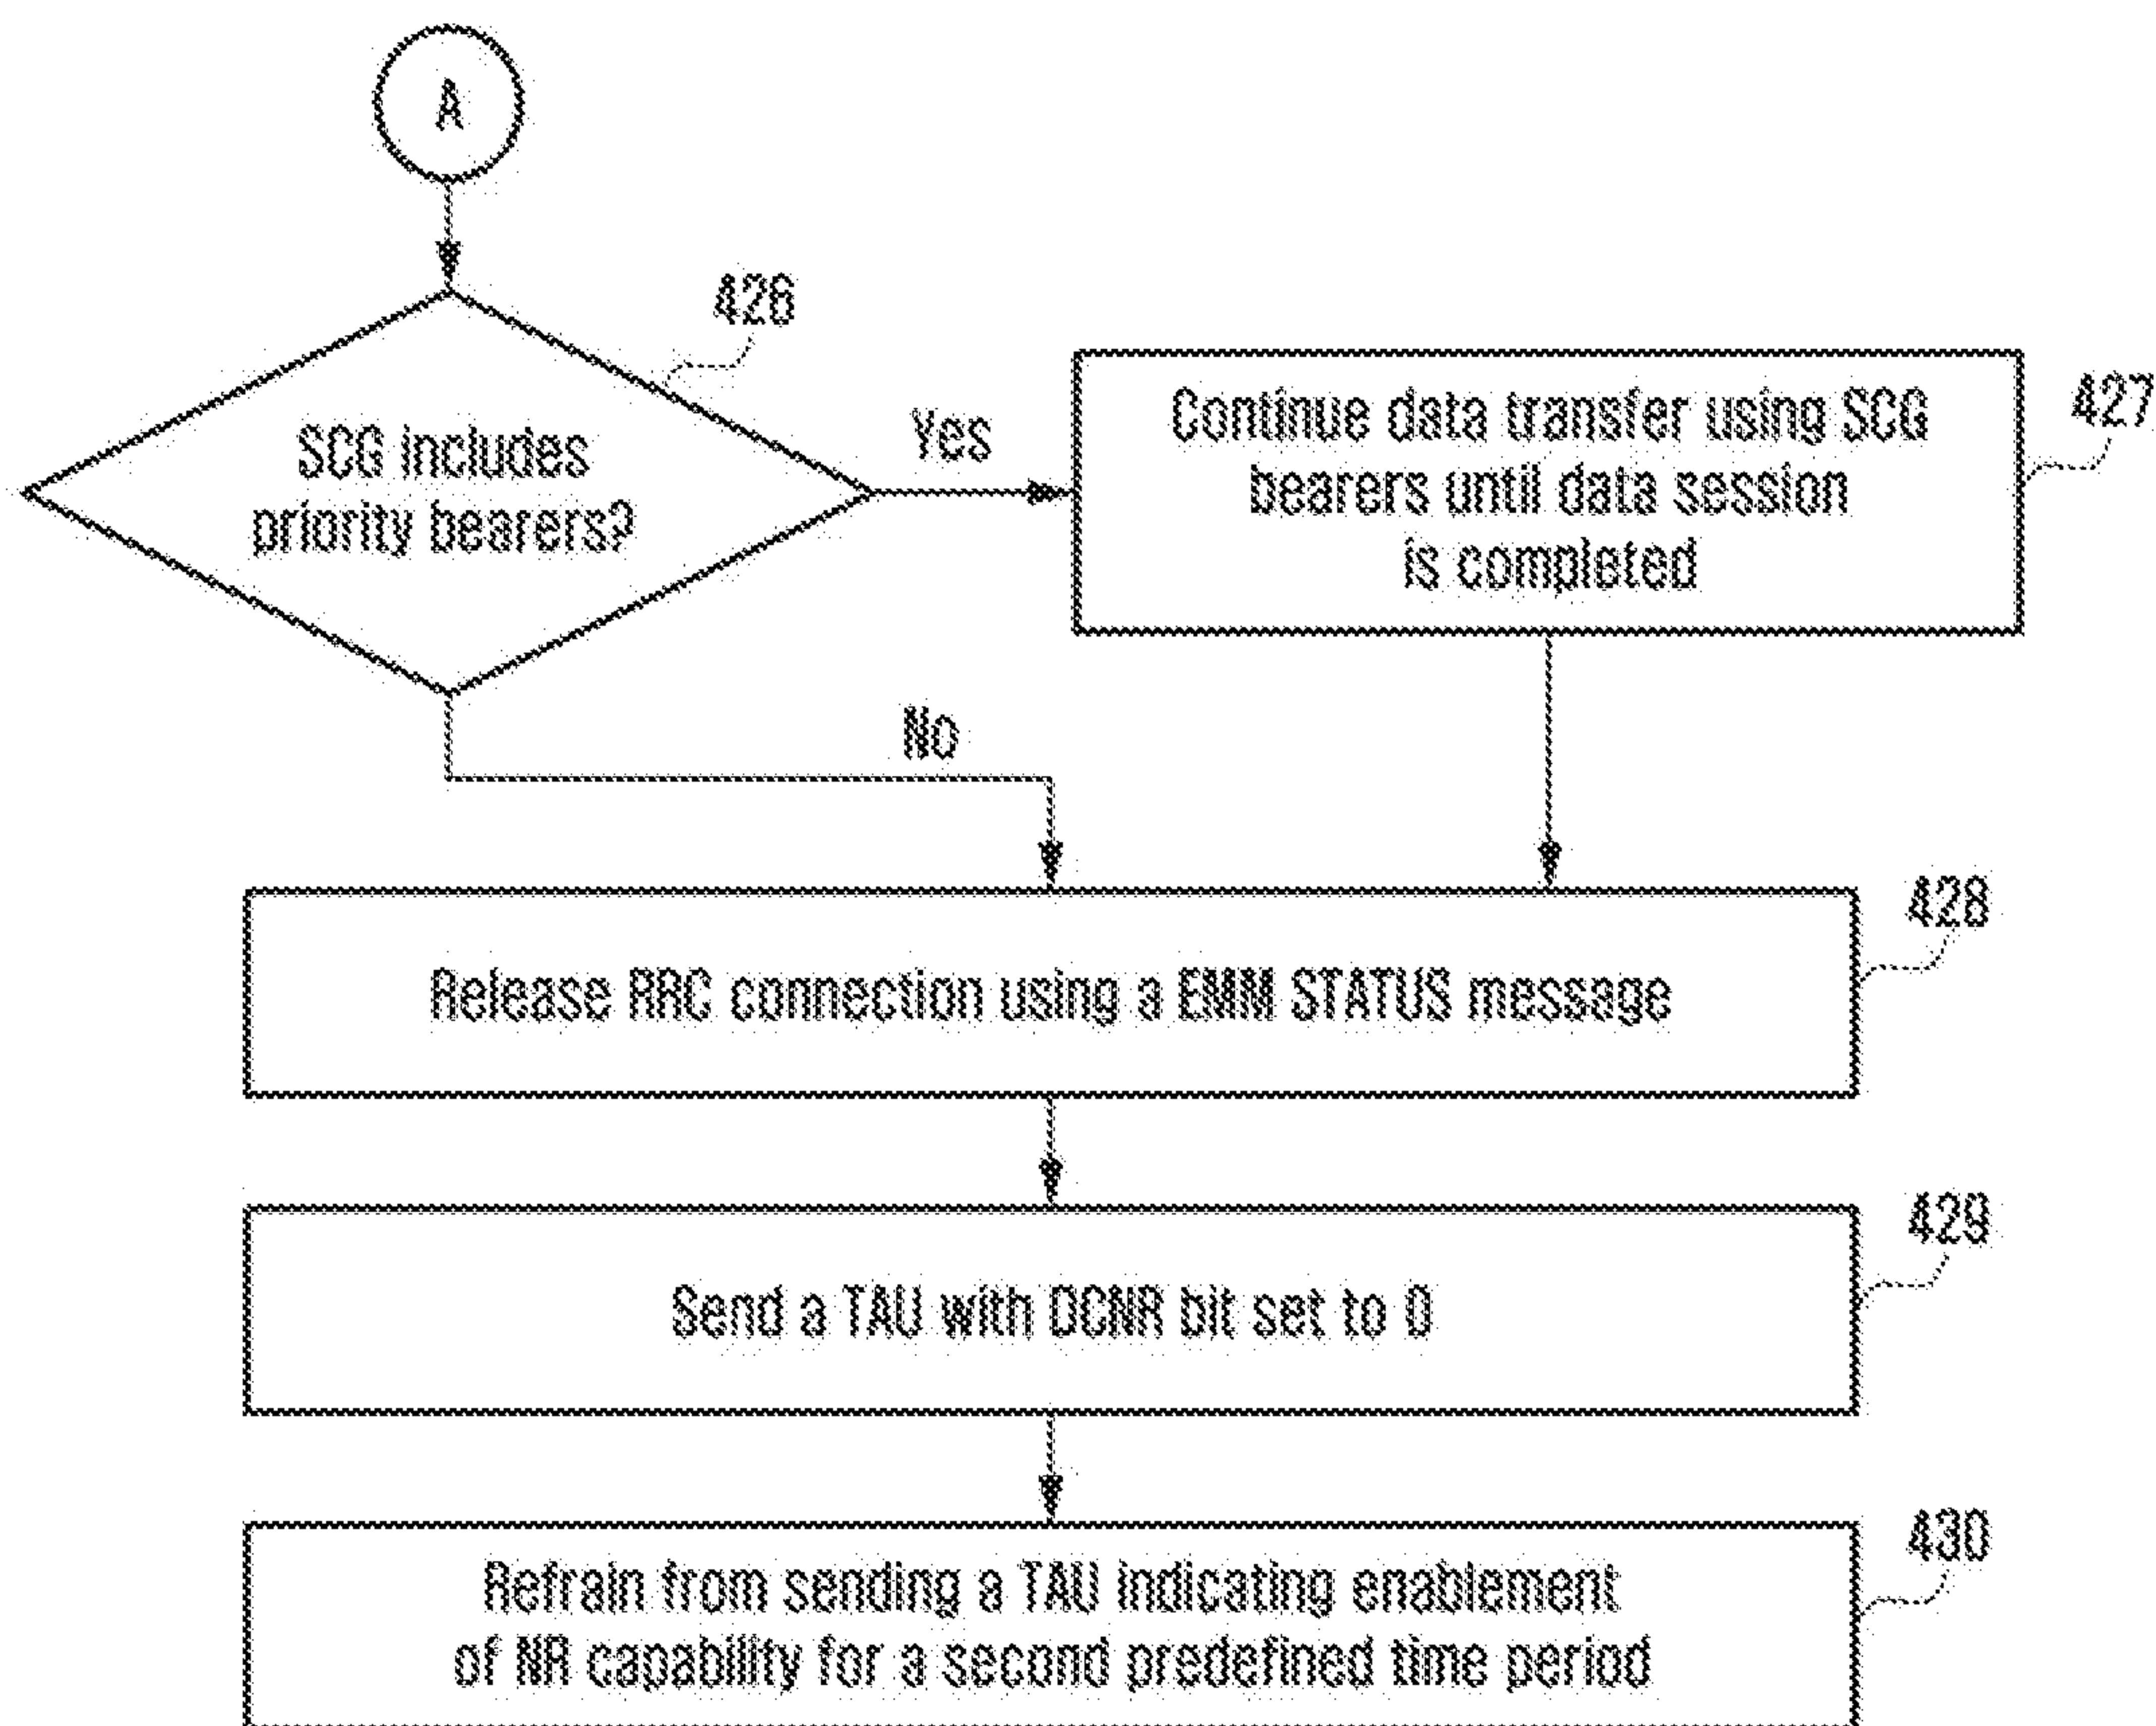 A
426
SCG includes
priority bearers?
Yes
Continue data transfer using SCG
bearers until data session
is completed
427
No
428
Release RRC connection using a EMM STATUS message
429
Send a TAU with DCNR bit set to 0
430
Refrain from sending a TAU indicating enablement
of NR capability for a second predefined time period